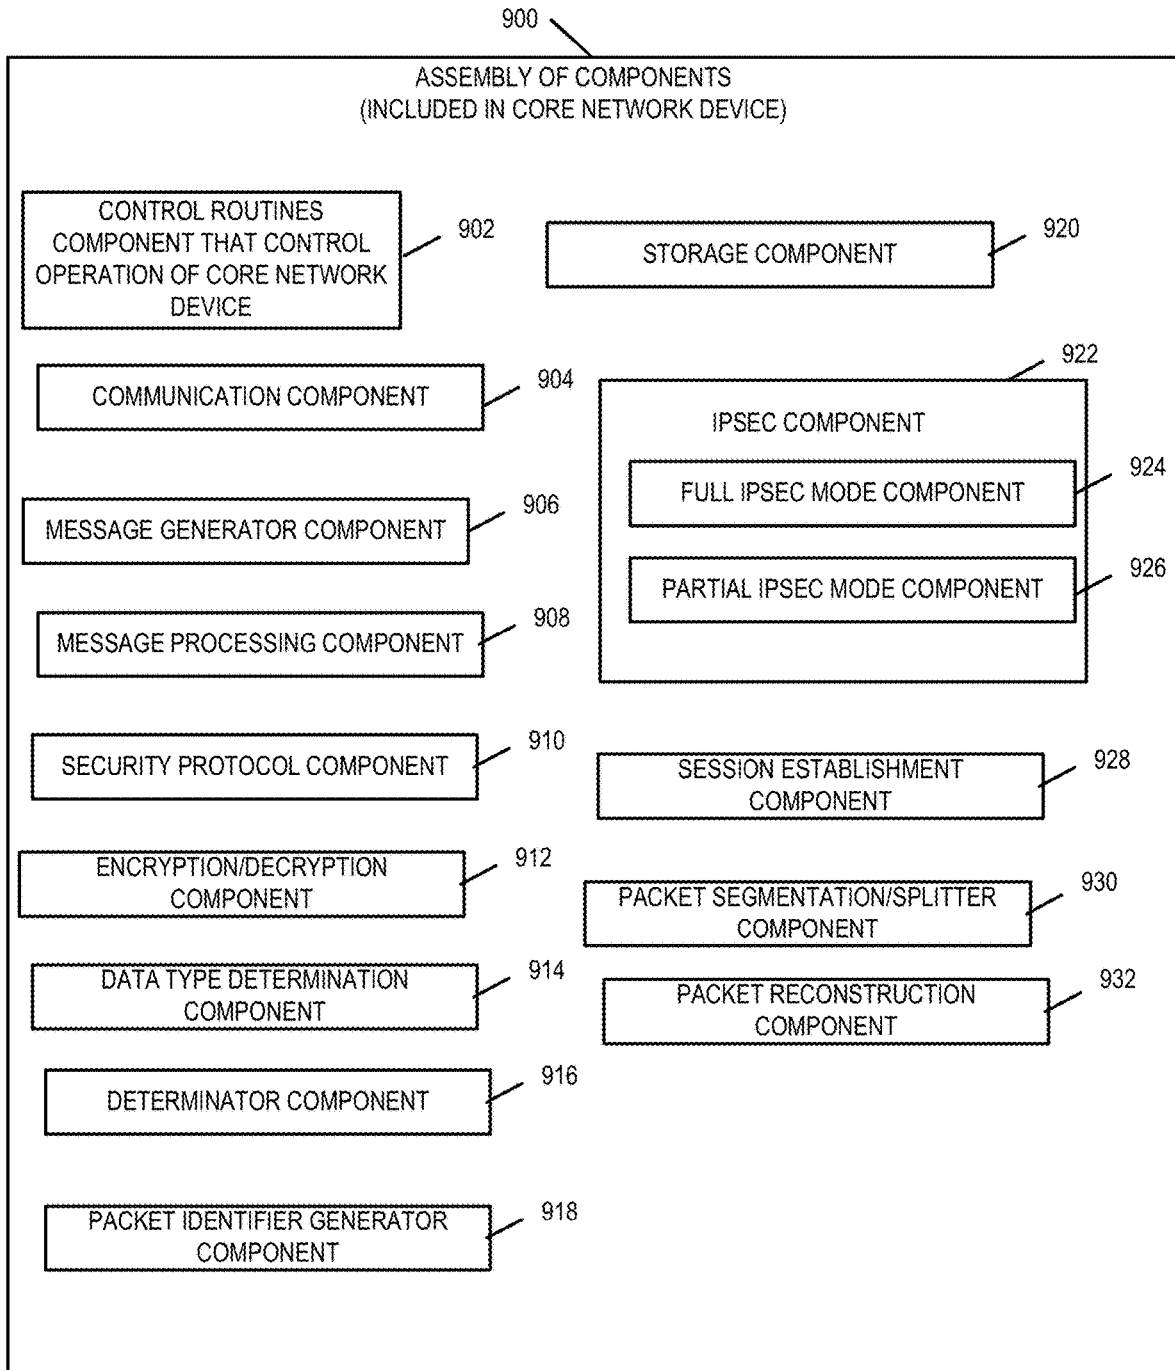 900
ASSEMBLY OF COMPONENTS
(INCLUDED IN CORE NETWORK DEVICE)
CONTROL ROUTINES
COMPONENT THAT CONTROL
OPERATION OF CORE NETWORK
DEVICE
902
COMMUNICATION COMPONENT
904
MESSAGE GENERATOR COMPONENT
906
MESSAGE PROCESSING COMPONENT
908
SECURITY PROTOCOL COMPONENT
910
ENCRYPTION/DECRYPTION
COMPONENT
912
DATA TYPE DETERMINATION
COMPONENT
914
DETERMINATOR COMPONENT
916
PACKET IDENTIFIER GENERATOR
COMPONENT
918
STORAGE COMPONENT
920
922
IPSEC COMPONENT
FULL IPSEC MODE COMPONENT
924
PARTIAL IPSEC MODE COMPONENT
926
SESSION ESTABLISHMENT
COMPONENT
928
PACKET SEGMENTATION/SPLITTER
COMPONENT
930
PACKET RECONSTRUCTION
COMPONENT
932